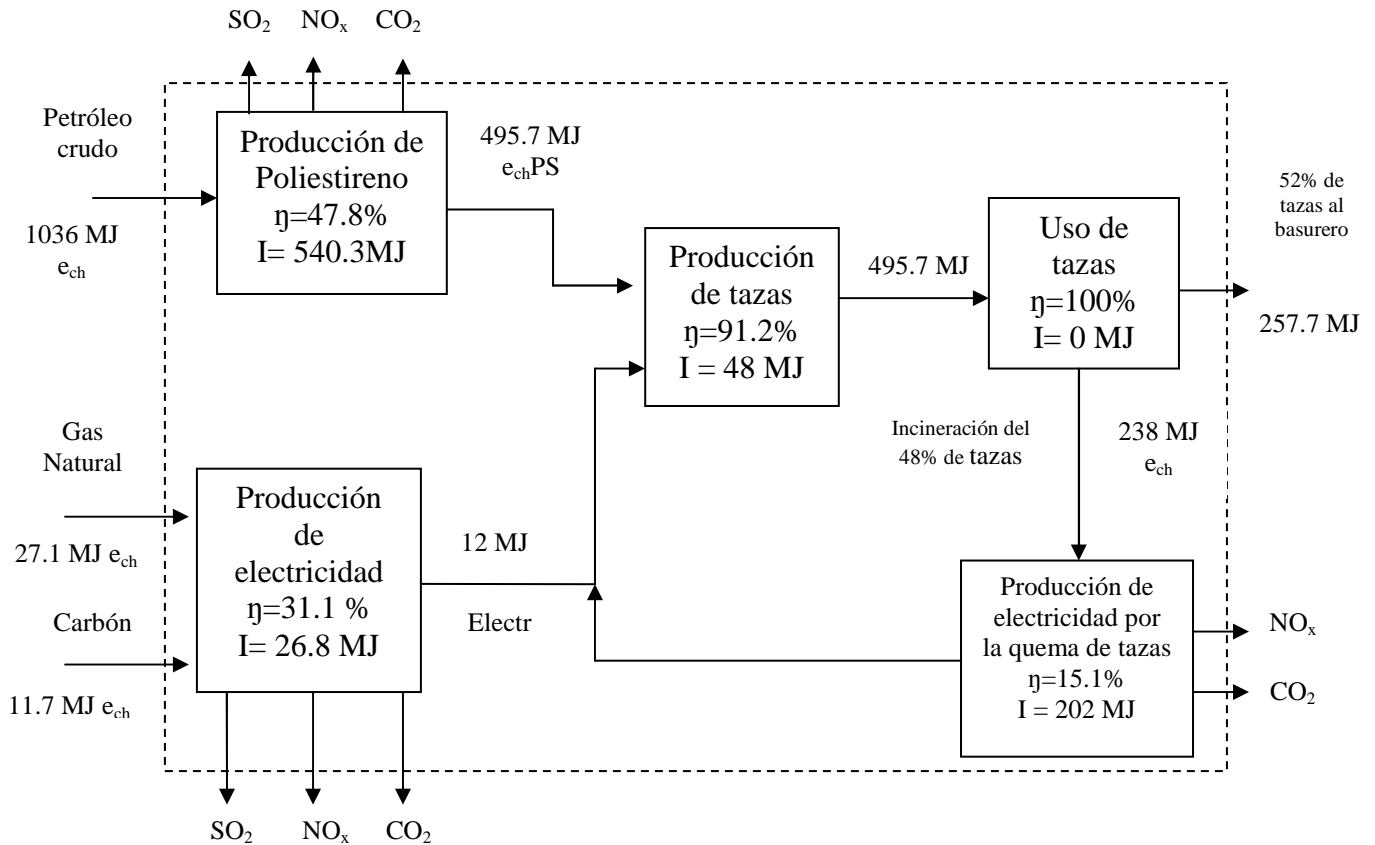 SO₂ NOₓ CO₂
Petróleo
crudo
1036 MJ
ech
Producción de
Poliestireno
ŋ=47.8%
I= 540.3MJ
495.7 MJ
echPS
Producción
de tazas
ŋ=91.2%
I = 48 MJ
495.7 MJ
Uso de
tazas
ŋ=100%
I= 0 MJ
52% de
tazas al
basurero
257.7 MJ
Incineración del
48% de tazas
238 MJ
ech
Gas
Natural
27.1 MJ ech
Carbón
11.7 MJ ech
Producción
de
electricidad
ŋ=31.1 %
I= 26.8 MJ
12 MJ
Electr
Producción de
electricidad por
la quema de tazas
ŋ=15.1%
I = 202 MJ
NOₓ
CO₂
SO₂ NOₓ CO₂